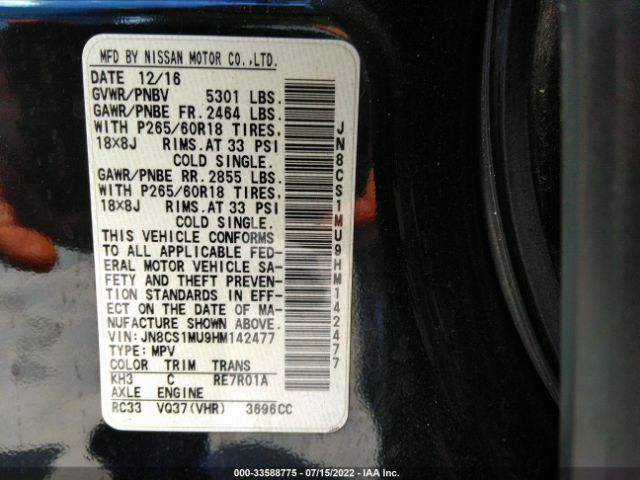 MFD BY NISSAN MOTOR CO.,LTD.
DATE 12/16
GVWR/PNBV 5301 LBS.
GAWR/PNBE FR.2464 LBS.
WITH P265/60R18 TIRES,
18X8J RIMS.AT 33 PSI
COLD SINGLE.
GAWR/PNBE RR.2855 LBS.
WITH P265/60R18 TIRES,
18X8J RIMS.AT 33 PSI
COLD SINGLE.
THIS VEHICLE CONFORMS
TO ALL APPLICABLE FED-
ERAL MOTOR VEHICLE SA-
FETY AND THEFT PREVEN-
TION STANDARDS IN EFF-
ECT ON THE DATE OF MA-
NUFACTURE SHOWN ABOVE.
VIN:JN8CS1MU9HM142477
TYPE:MPV
COLOR TRIM TRANS
KH3 C RE7R01A
AXLE ENGINE
RC33 VQ37(VHR) 3696CC
JN8CS1MU9HM142477
000-33588775 - 07/15/2022 - IAA Inc.